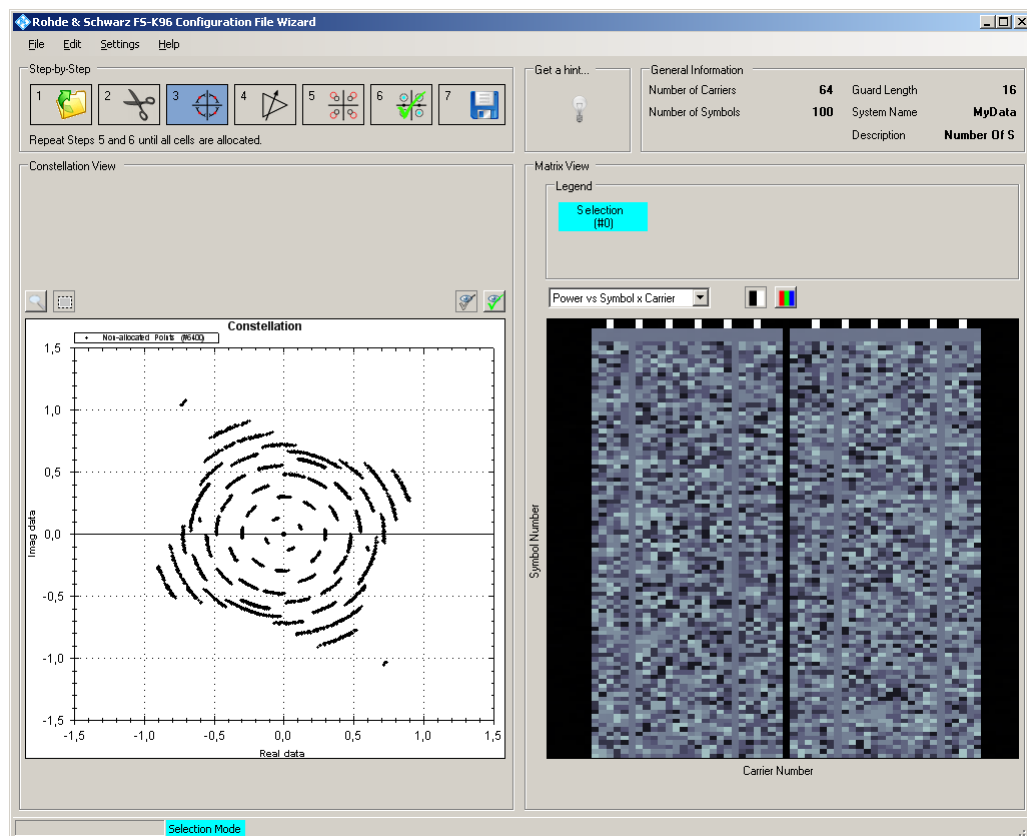 Rohde & Schwarz FS-K96 Configuration File Wizard
File Edit Settings Help
Step-by-Step
1 2 3 4 5 6 7
Repeat Steps 5 and 6 until all cells are allocated.
Get a hint...
General Information
Number of Carriers 64 Guard Length 16
Number of Symbols 100 System Name MyData
Description Number Of S
Constellation View
Constellation
Non-allocated Points (#6400)
1,5
1,0
0,5
0,0
-0,5
-1,0
-1,5
Imag data
-1,5 -1,0 -0,5 0,0 0,5 1,0 1,5
Real data
Matrix View
Legend
Selection
(#0)
Power vs Symbol x Carrier
Symbol Number
Carrier Number
Selection Mode